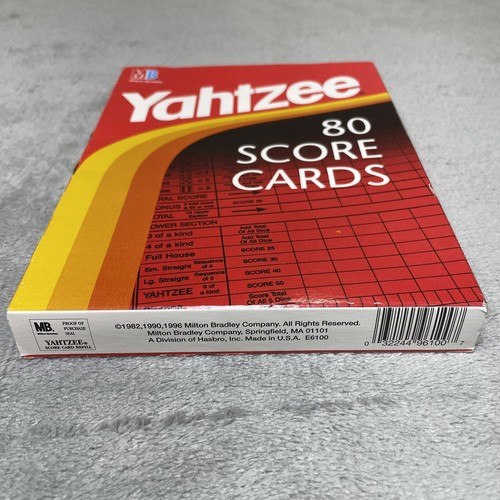 MB
Yahtzee
80
SCORE
CARDS
TOTAL SCORE
BONUS
TOTAL
SCORE 35
LOWER SECTION
3 of a kind
Add Total
Of All Dice
4 of a kind
Add Total
Of All Dice
Full House
SCORE 25
Sm. Straight
Sequence
of 4
SCORE 30
Lg. Straight
Sequence
of 5
SCORE 40
YAHTZEE
5 of
a kind
SCORE 50
Score Total
Of All 5 Dice
MB.
PROOF OF
PURCHASE
SEAL
YAHTZEE®
SCORE CARD REFILL
©1982,1990,1996 Milton Bradley Company. All Rights Reserved.
Milton Bradley Company, Springfield, MA 01101
A Division of Hasbro, Inc. Made in U.S.A. E6100
0 32244 96100 7